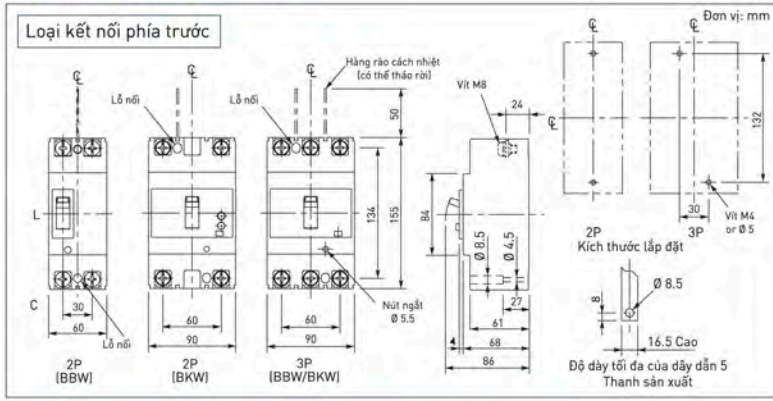 Loại kết nối phía trước
Đơn vị: mm
Hàng rào cách nhiệt
(có thể tháo rời)
Lỗ nối
Lỗ nối
Vít M8
24
50
132
L
134
155
84
Ø 8.5
Ø 4.5
30
Vít M4
or Ø 5
2P
3P
Kích thước lắp đặt
C
30
60
Lỗ nối
60
90
60
90
Nút ngắt
Ø 5.5
27
61
4
68
86
8
Ø 8.5
16.5 Cao
2P
(BBW)
2P
(BKW)
3P
(BBW/BKW)
Độ dày tối đa của dây dẫn 5
Thanh sản xuất